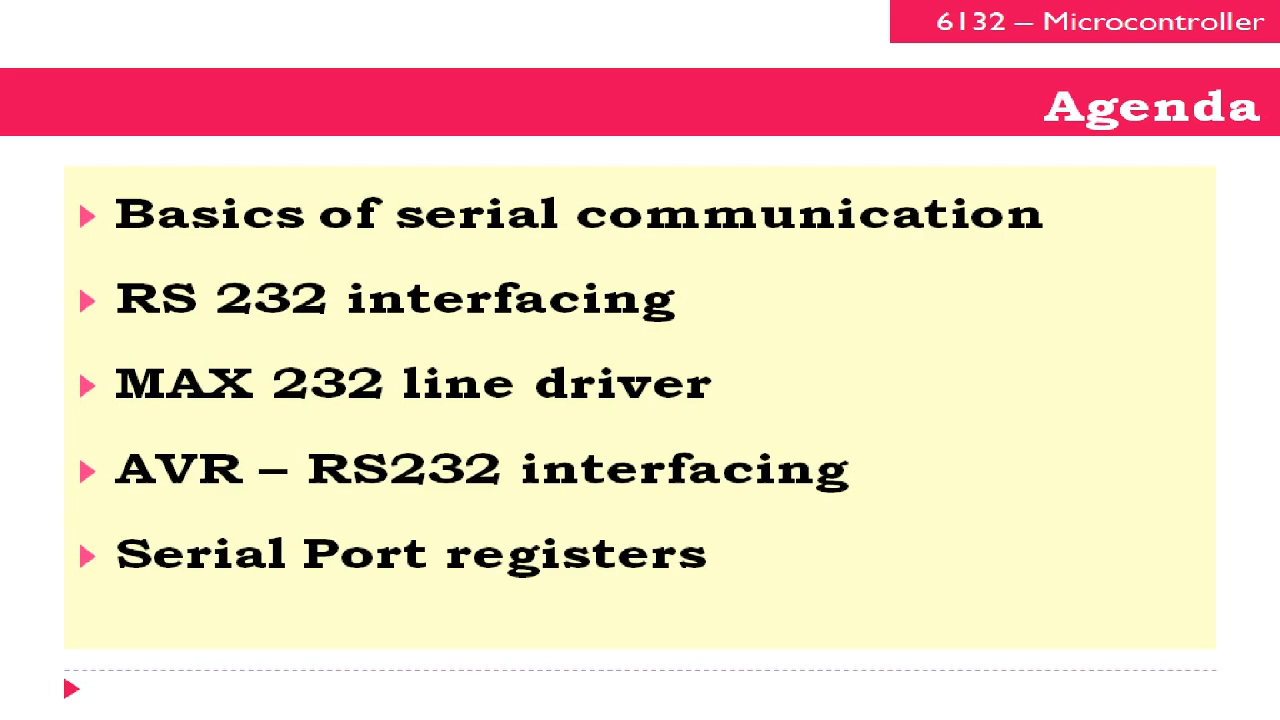 6132 – Microcontroller
Agenda
Basics of serial communication
RS 232 interfacing
MAX 232 line driver
AVR – RS232 interfacing
Serial Port registers